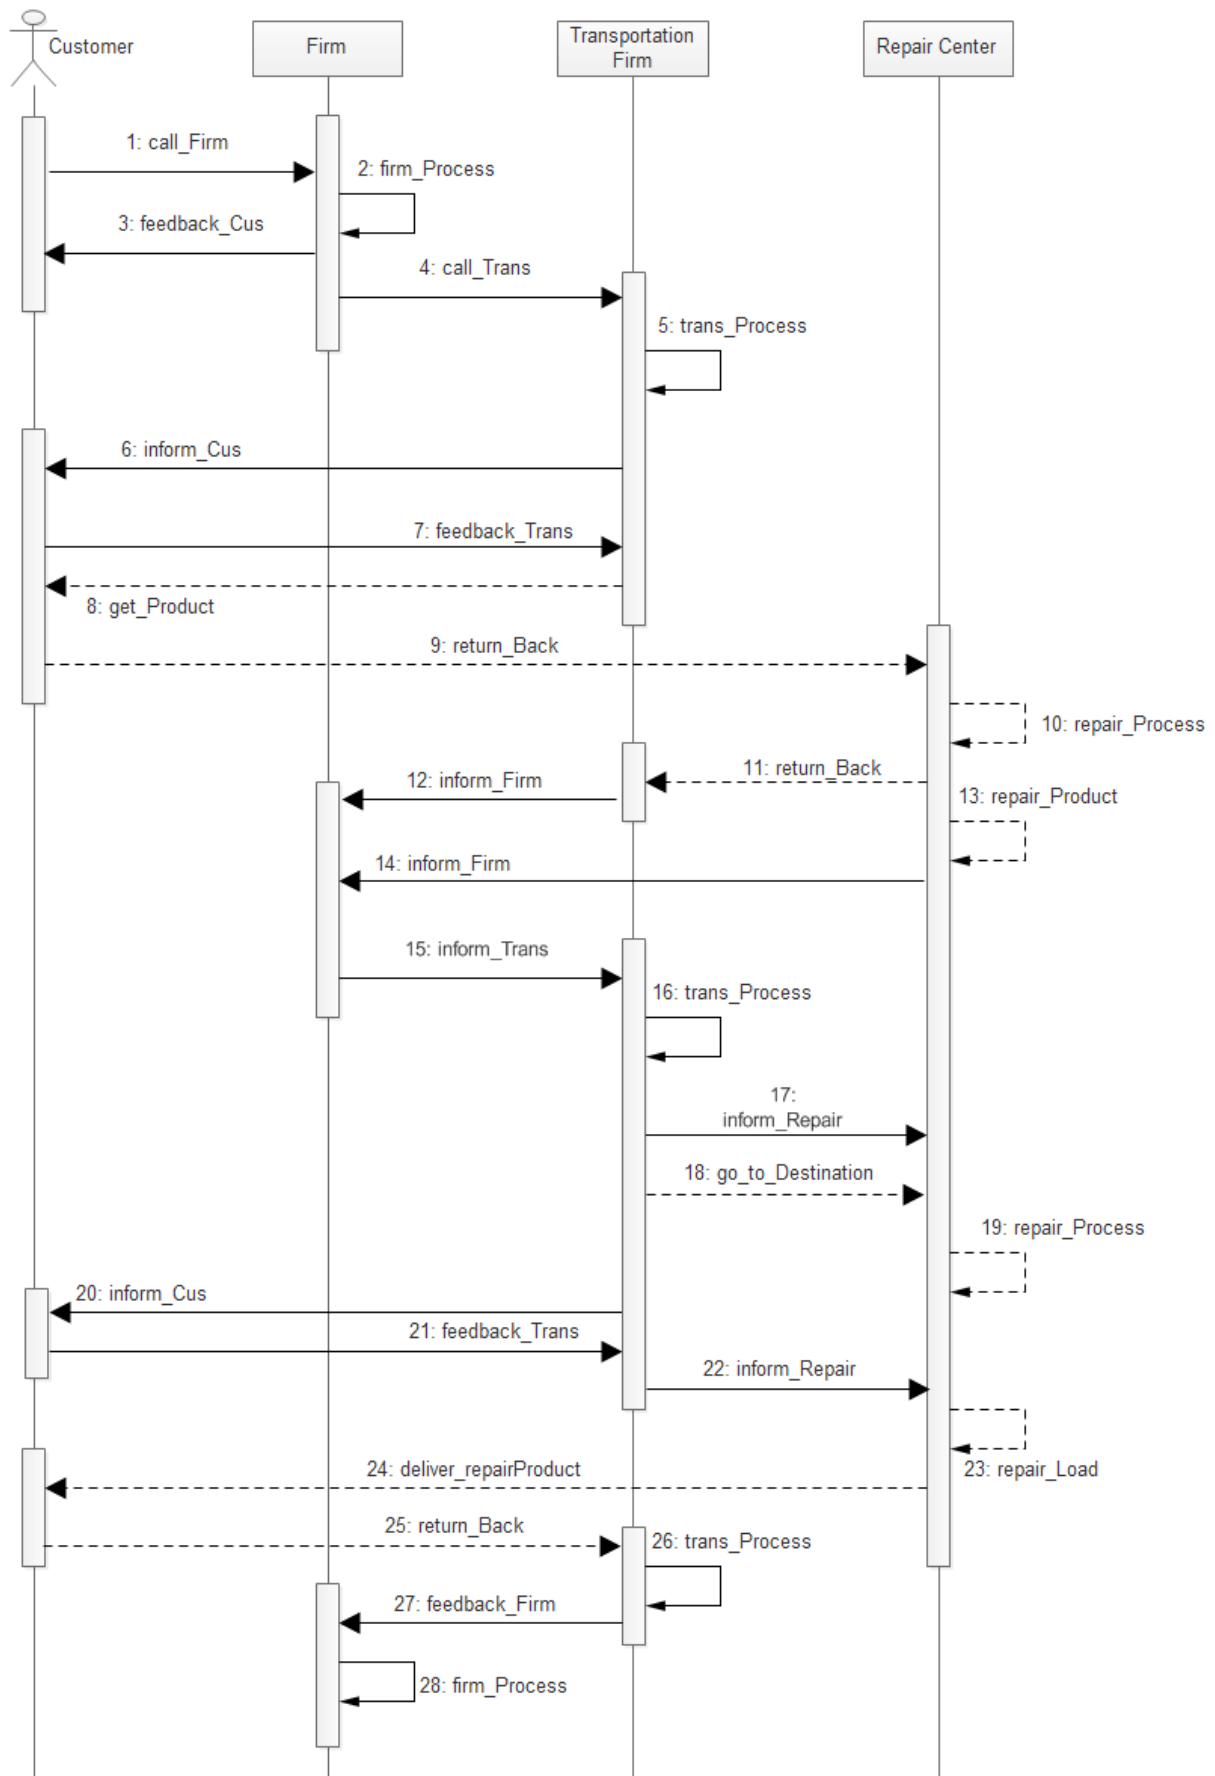 Customer
Firm
Transportation
Firm
Repair Center
1: call_Firm
2: firm_Process
3: feedback_Cus
4: call_Trans
5: trans_Process
6: inform_Cus
7: feedback_Trans
8: get_Product
9: return_Back
10: repair_Process
11: return_Back
12: inform_Firm
13: repair_Product
14: inform_Firm
15: inform_Trans
16: trans_Process
17:
inform_Repair
18: go_to_Destination
19: repair_Process
20: inform_Cus
21: feedback_Trans
22: inform_Repair
23: repair_Load
24: deliver_repairProduct
25: return_Back
26: trans_Process
27: feedback_Firm
28: firm_Process